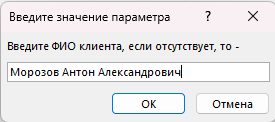 Введите значение параметра ? ×
Введите ФИО клиента, если отсутствует, то -
Морозов Антон Александрович
ОК Отмена